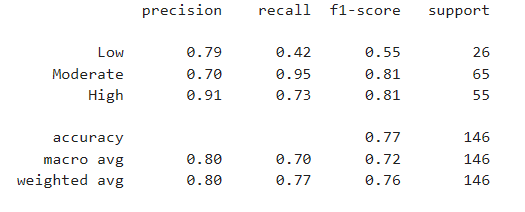 precision recall f1-score support
Low 0.79 0.42 0.55 26
Moderate 0.70 0.95 0.81 65
High 0.91 0.73 0.81 55
accuracy 0.77 146
macro avg 0.80 0.70 0.72 146
weighted avg 0.80 0.77 0.76 146